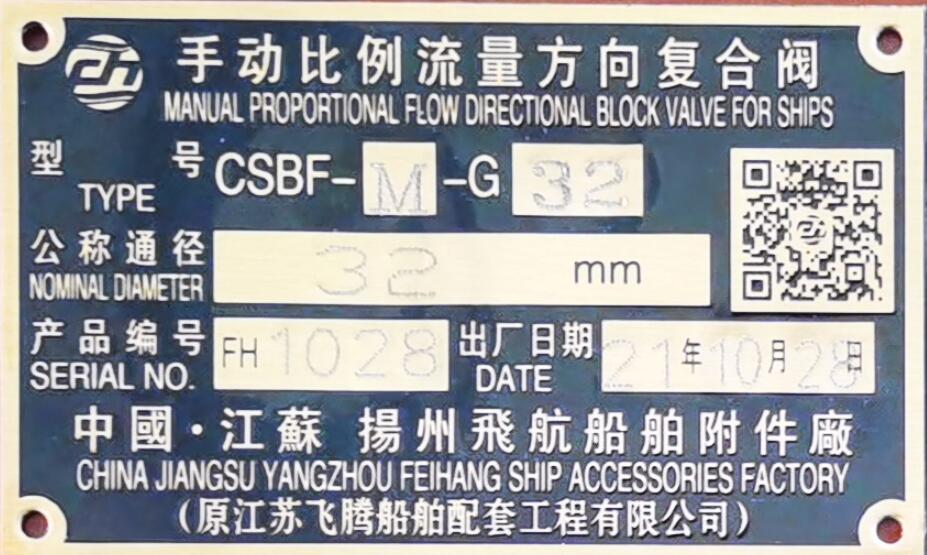 手动比例流量方向复合阀
MANUAL PROPORTIONAL FLOW DIRECTIONAL BLOCK VALVE FOR SHIPS
型号 TYPE CSBF-M-G32
公称通径 NOMINAL DIAMETER 32 mm
产品编号 SERIAL NO. FH1028 出厂日期 DATE 21年10月28日
中國·江蘇 揚州飛航船舶附件廠
CHINA JIANGSU YANGZHOU FEIHANG SHIP ACCESSORIES FACTORY
(原江苏飞腾船舶配套工程有限公司)